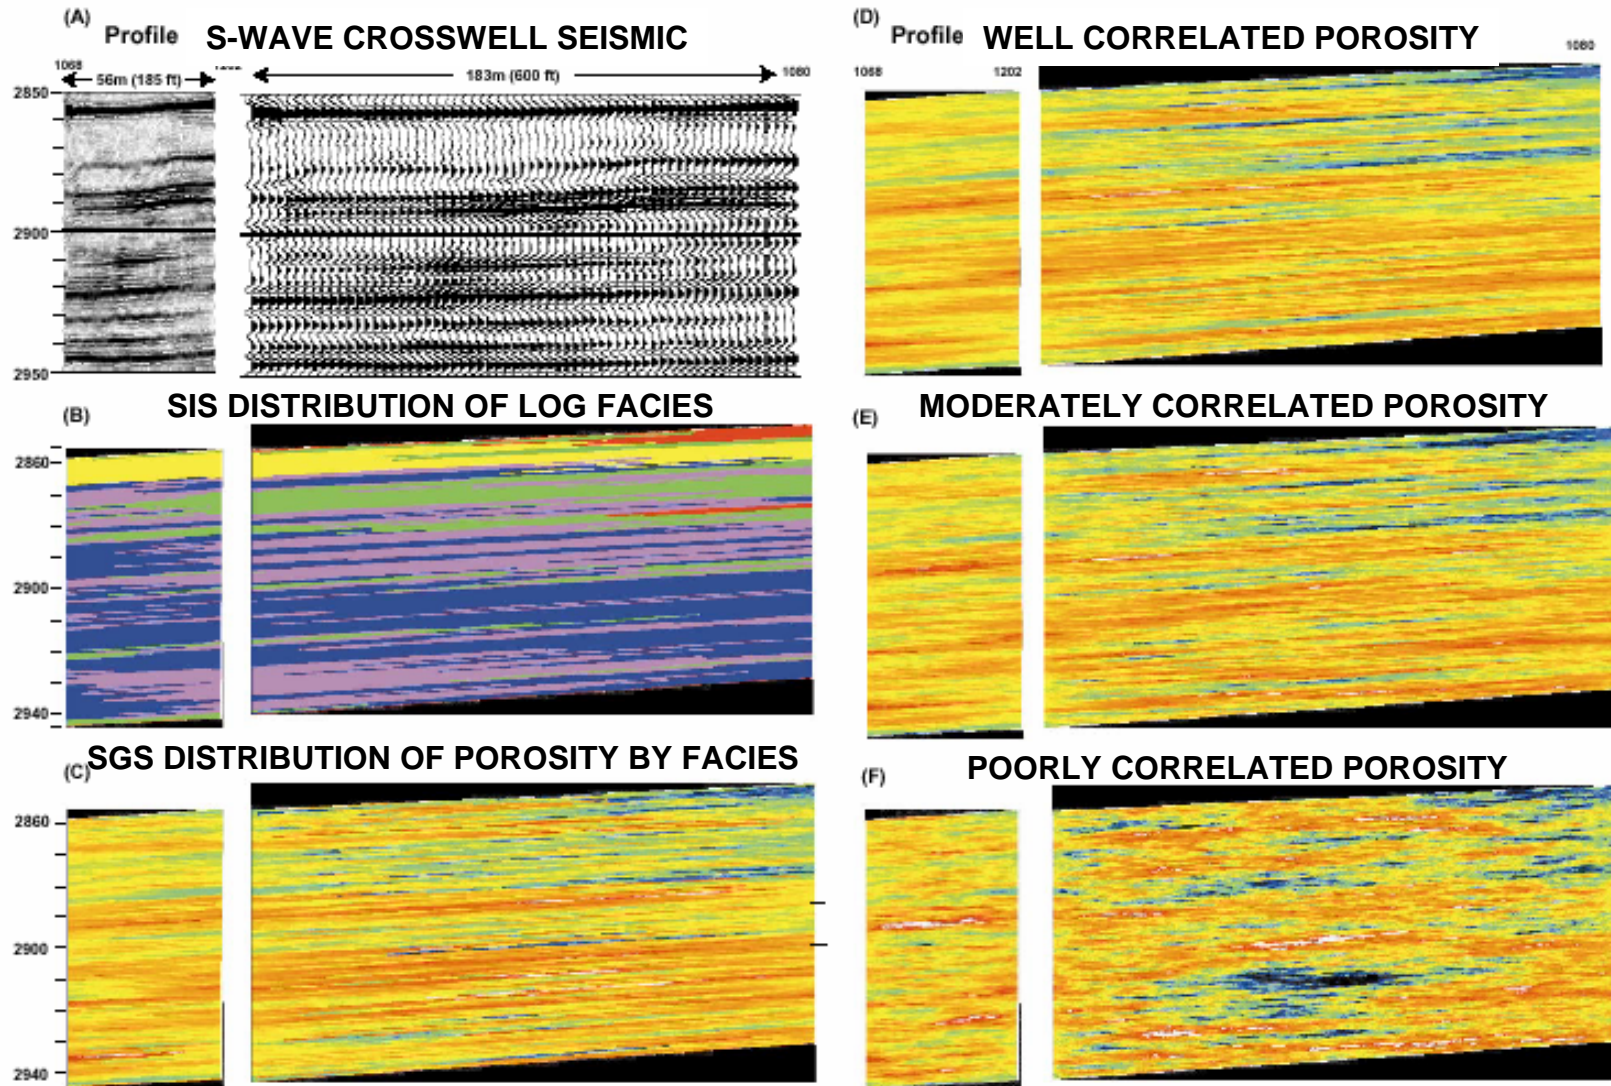 (A)
Profile S-WAVE CROSSWELL SEISMIC
1068
56m (185 ft)
183m (600 ft)
1080
2850
2900
2950
(B) SIS DISTRIBUTION OF LOG FACIES
2860
2900
2940
(C) SGS DISTRIBUTION OF POROSITY BY FACIES
2860
2900
2940
(D)
Profile WELL CORRELATED POROSITY
1068
1202
1080
(E) MODERATELY CORRELATED POROSITY
(F) POORLY CORRELATED POROSITY